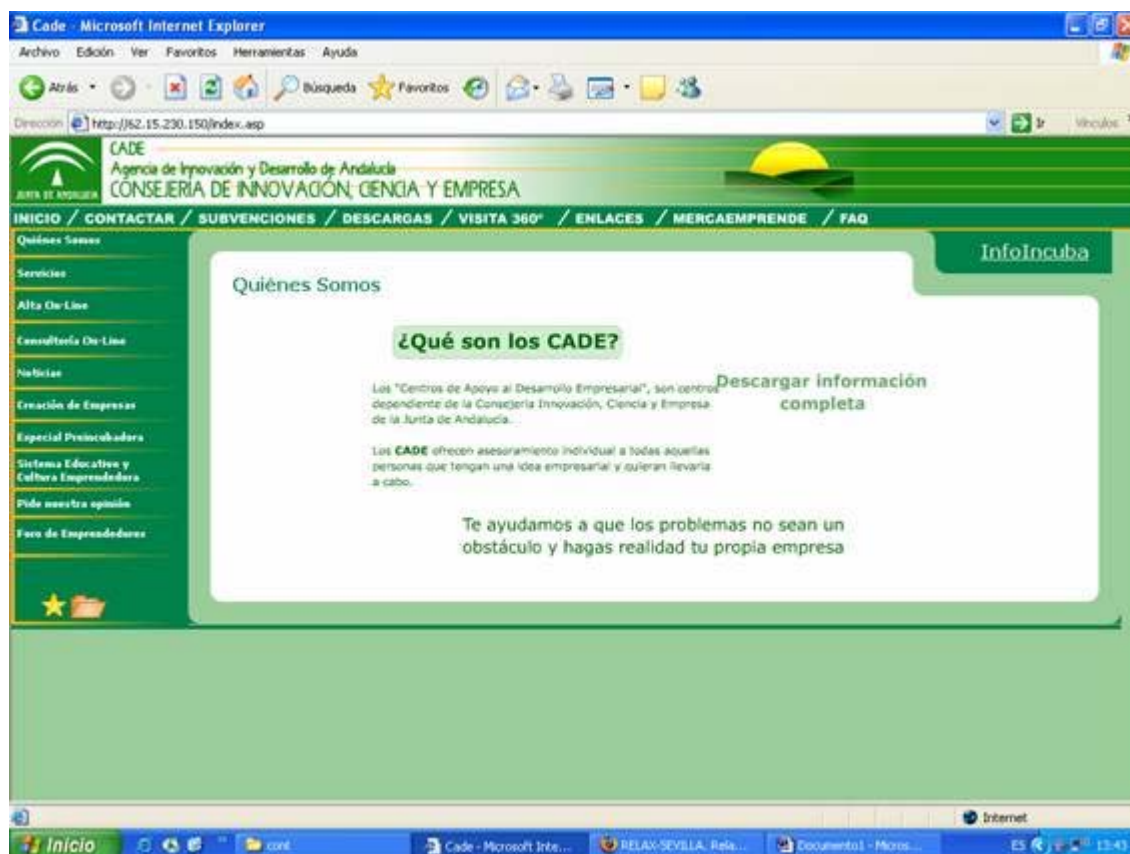 Cade - Microsoft Internet Explorer
Archivo Edición Ver Favoritos Herramientas Ayuda
Atrás Búsqueda Favoritos
Dirección http://62.15.230.150/index.asp Ir Vínculos
CADE
Agencia de Innovación y Desarrollo de Andalucía
CONSEJERÍA DE INNOVACIÓN, CIENCIA Y EMPRESA
JUNTA DE ANDALUCIA
INICIO / CONTACTAR / SUBVENCIONES / DESCARGAS / VISITA 360º / ENLACES / MERCAEMPRENDE / FAQ
Quiénes Somos
Servicios
Alta On-Line
Consultoría On-Line
Noticias
Creación de Empresas
Especial Preincubadora
Sistema Educativo y
Cultura Emprendedora
Pide nuestra opinión
Foro de Emprendedores
InfoIncuba
Quiénes Somos
¿Qué son los CADE?
Los "Centros de Apoyo al Desarrollo Empresarial", son centros
dependiente de la Consejería Innovación, Ciencia y Empresa
de la Junta de Andalucía.
Los CADE ofrecen asesoramiento individual a todas aquellas
personas que tengan una idea empresarial y quieran llevarla
a cabo.
Descargar información
completa
Te ayudamos a que los problemas no sean un
obstáculo y hagas realidad tu propia empresa
Internet
Inicio
cont
Cade - Microsoft Inte...
RELAX-SEVILLA, Rela...
Documento1 - Micros...
ES
13:43